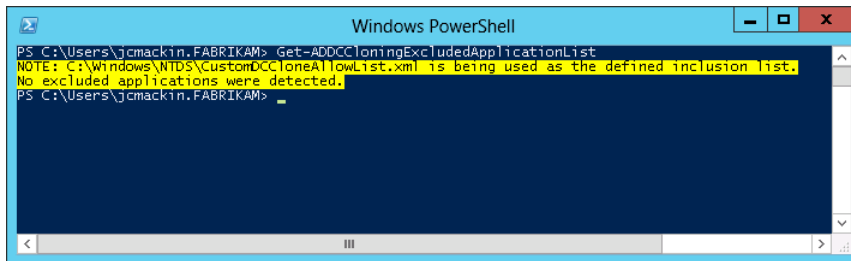 Windows PowerShell
PS C:\Users\jcmackin.FABRIKAM> Get-ADDCCloningExcludedApplicationList
NOTE: C:\Windows\NTDS\CustomDCCloneAllowList.xml is being used as the defined inclusion list.
No excluded applications were detected.
PS C:\Users\jcmackin.FABRIKAM>